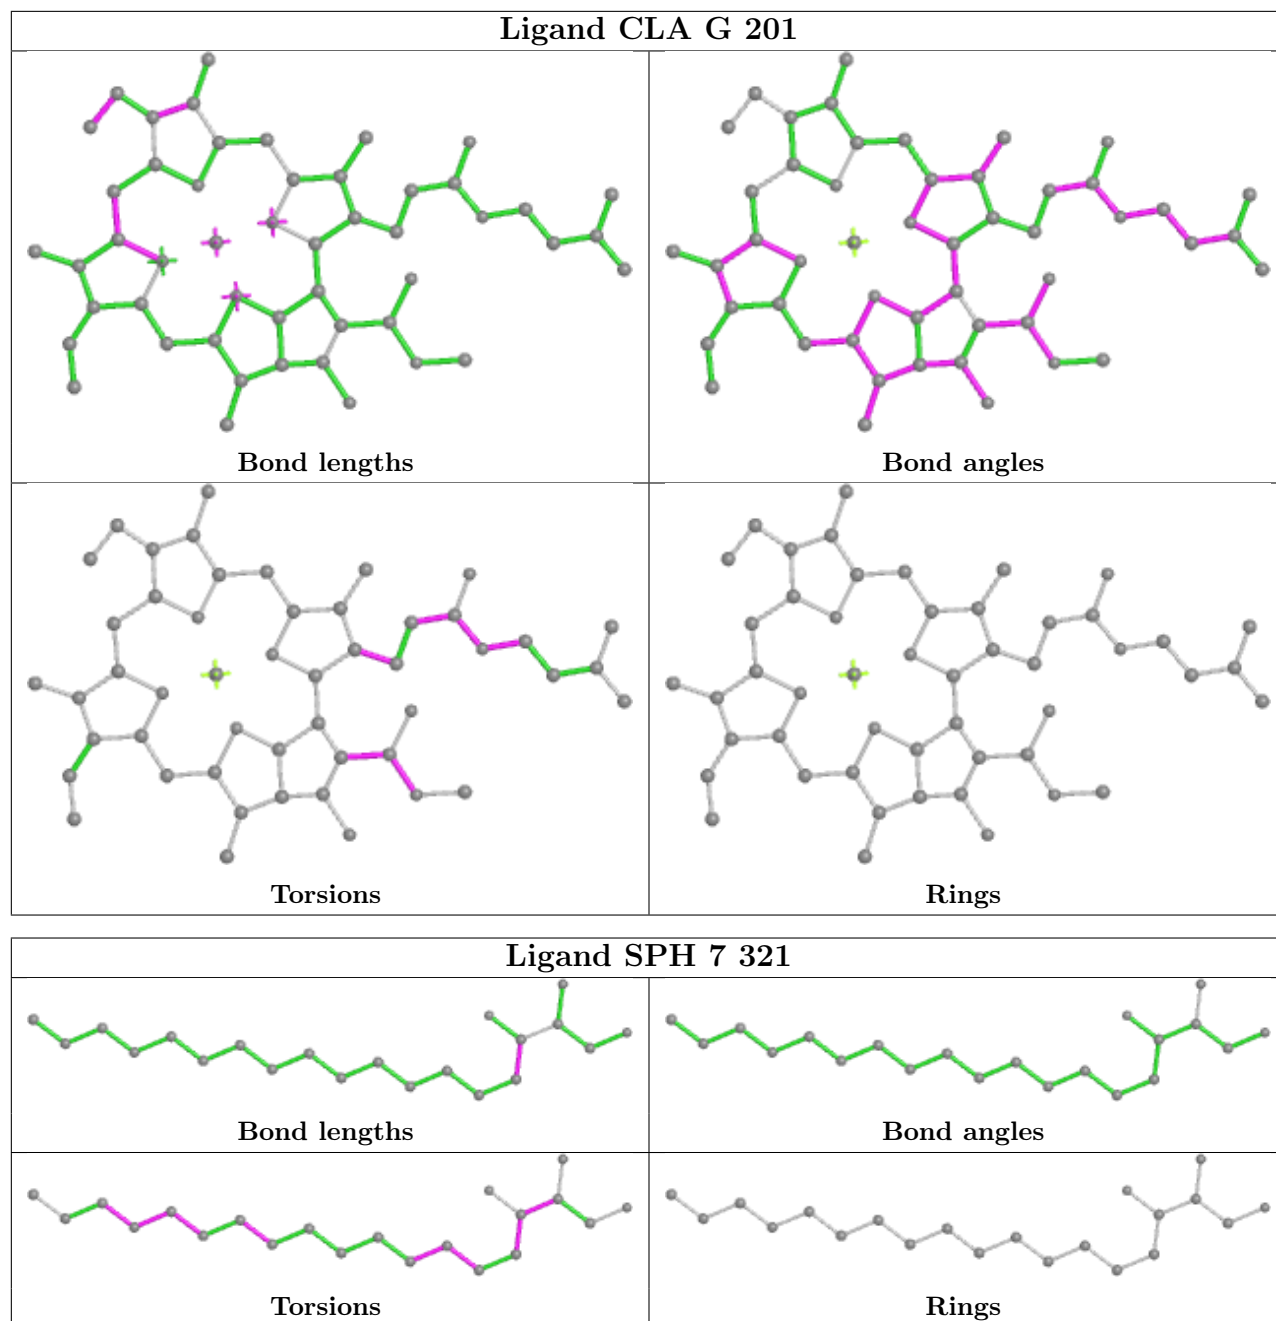 Ligand CLA G 201
Bond lengths
Bond angles
Torsions
Rings
Ligand SPH 7 321
Bond lengths
Bond angles
Torsions
Rings